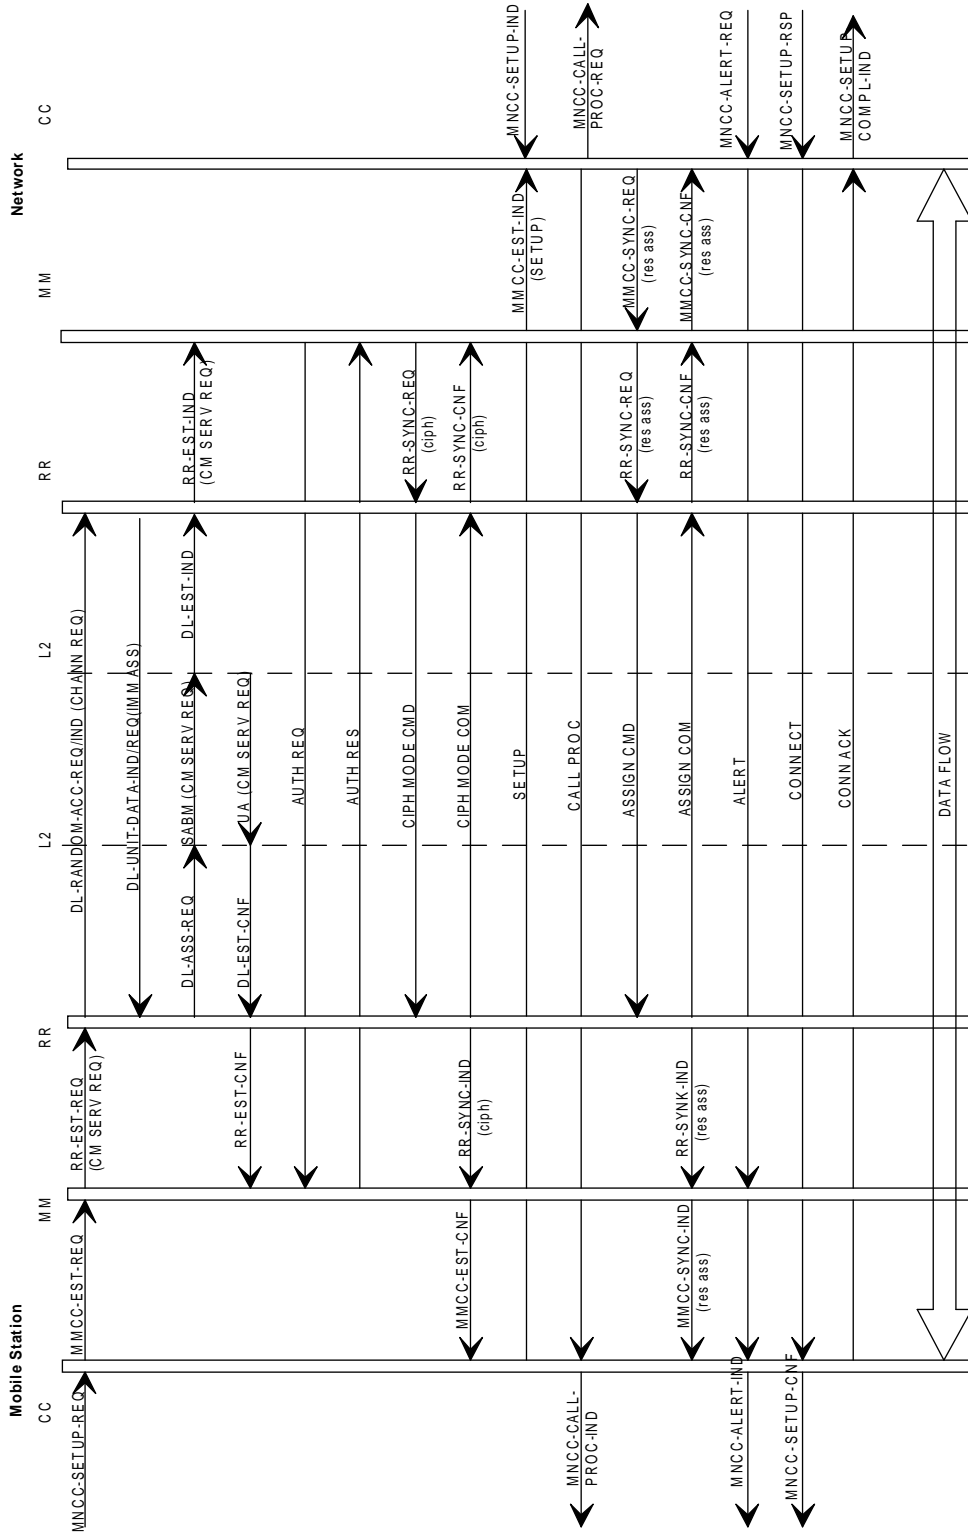 Mobile Station
Network
CC
MM
RR
L2
L2
RR
MM
CC
MNCC-SETUP-REQ
MMCC-EST-REQ
RR-EST-REQ
(CM SERV REQ)
DL-RANDOM-ACC-REQ/IND (CHANN REQ)
DL-UNIT-DATA-IND/REQ(IMM ASS)
DL-ASS-REQ
SABM (CM SERV REQ)
DL-EST-IND
RR-EST-IND
(CM SERV REQ)
RR-EST-CNF
DL-EST-CNF
UA (CM SERV REQ)
AUTH REQ
AUTH RES
CIPH MODE CMD
RR-SYNC-REQ
(ciph)
MMCC-EST-CNF
RR-SYNC-IND
(ciph)
CIPH MODE COM
RR-SYNC-CNF
(ciph)
SETUP
MMCC-EST-IND
(SETUP)
MNCC-SETUP-IND
MNCC-CALL-
PROC-IND
CALL PROC
MNCC-CALL-
PROC-REQ
ASSIGN CMD
RR-SYNC-REQ
(res ass)
MMCC-SYNC-REQ
(res ass)
MMCC-SYNC-IND
(res ass)
RR-SYNK-IND
(res ass)
ASSIGN COM
RR-SYNC-CNF
(res ass)
MMCC-SYNC-CNF
(res ass)
MNCC-ALERT-IND
ALERT
MNCC-ALERT-REQ
MNCC-SETUP-CNF
CONNECT
MNCC-SETUP-RSP
CONN ACK
MNCC-SETUP
COMPL-IND
DATA FLOW